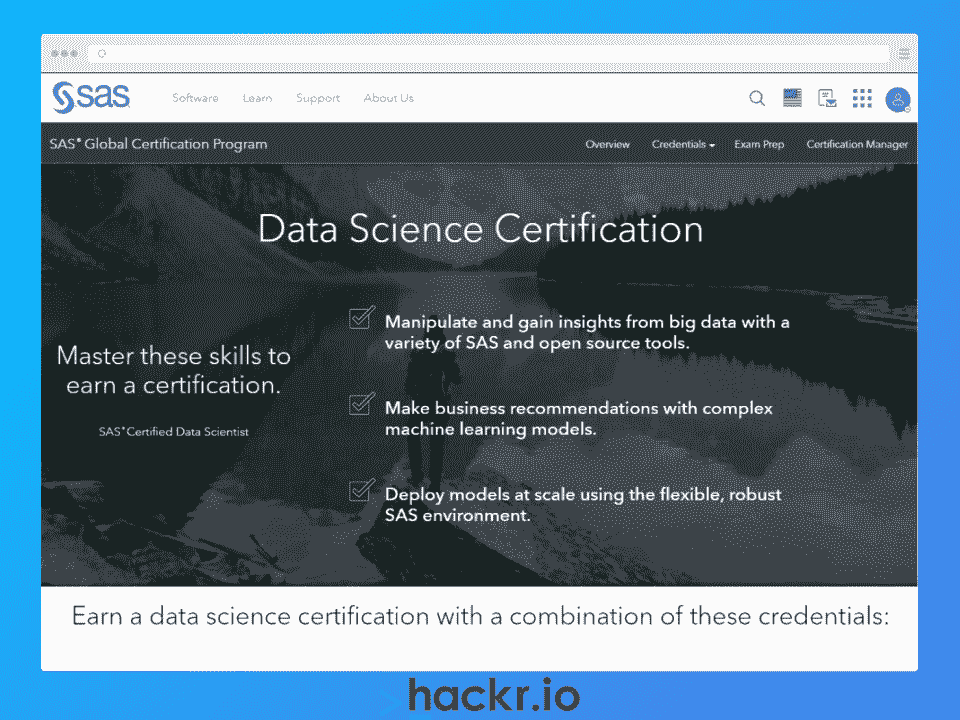 sas
Software Learn Support About Us
SAS® Global Certification Program
Overview Credentials Exam Prep Certification Manager
Data Science Certification
Master these skills to
earn a certification.
SAS® Certified Data Scientist
Manipulate and gain insights from big data with a
variety of SAS and open source tools.
Make business recommendations with complex
machine learning models.
Deploy models at scale using the flexible, robust
SAS environment.
Earn a data science certification with a combination of these credentials:
hackr.io